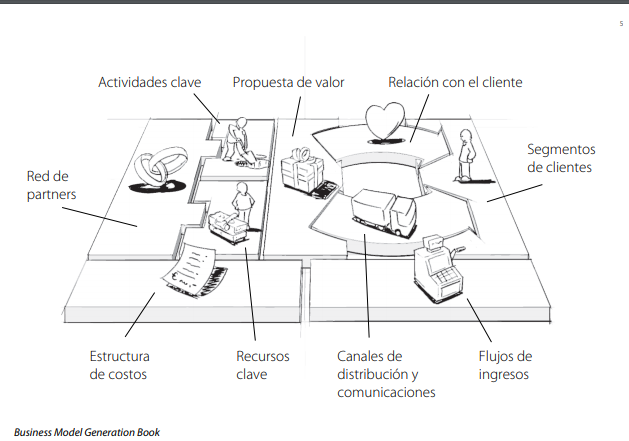 5
Actividades clave
Propuesta de valor
Relación con el cliente
Segmentos
de clientes
Red de
partners
Estructura
de costos
Recursos
clave
Canales de
distribución y
comunicaciones
Flujos de
ingresos
Business Model Generation Book